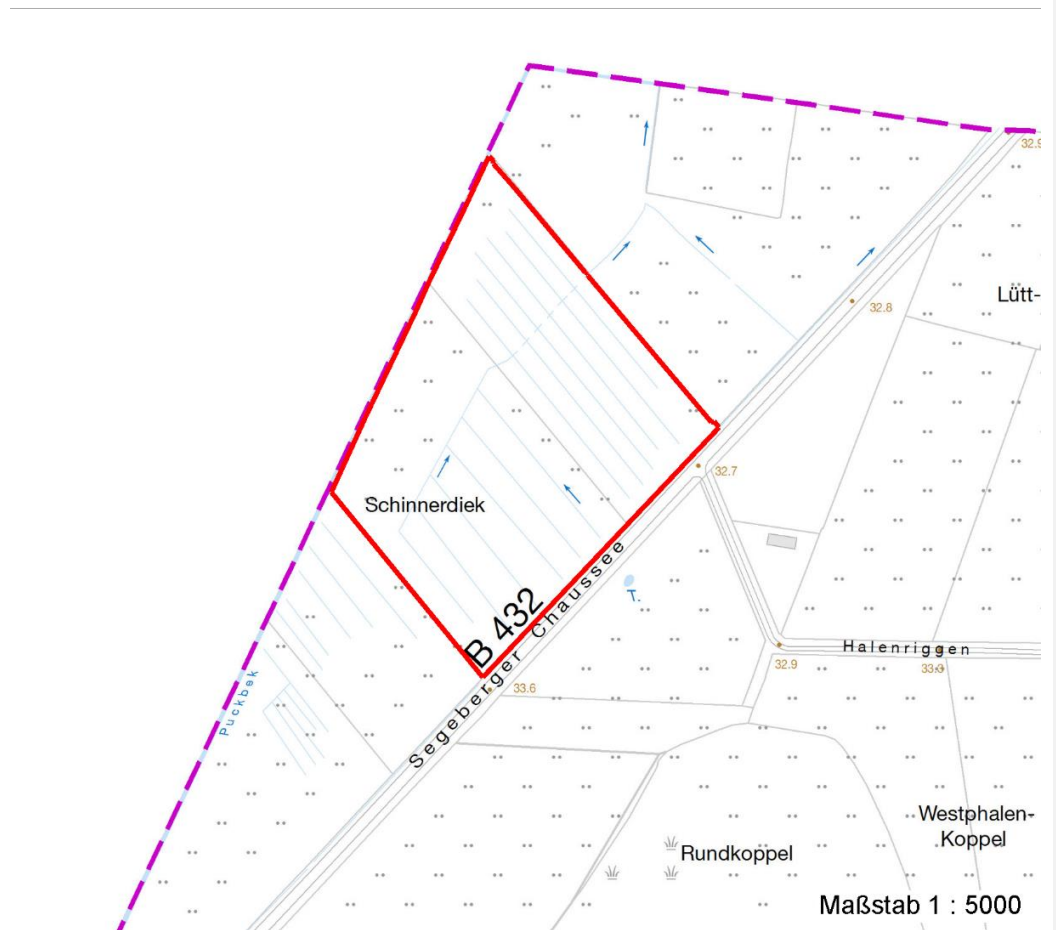 32.9
Lütt-
32.8
32.7
Schinnerdiek
B 432
Segeberger Chaussee
T.
Halenriggen
32.9
33.3
33.6
Puckbek
Westphalen-
Koppel
Rundkoppel
Maßstab 1 : 5000